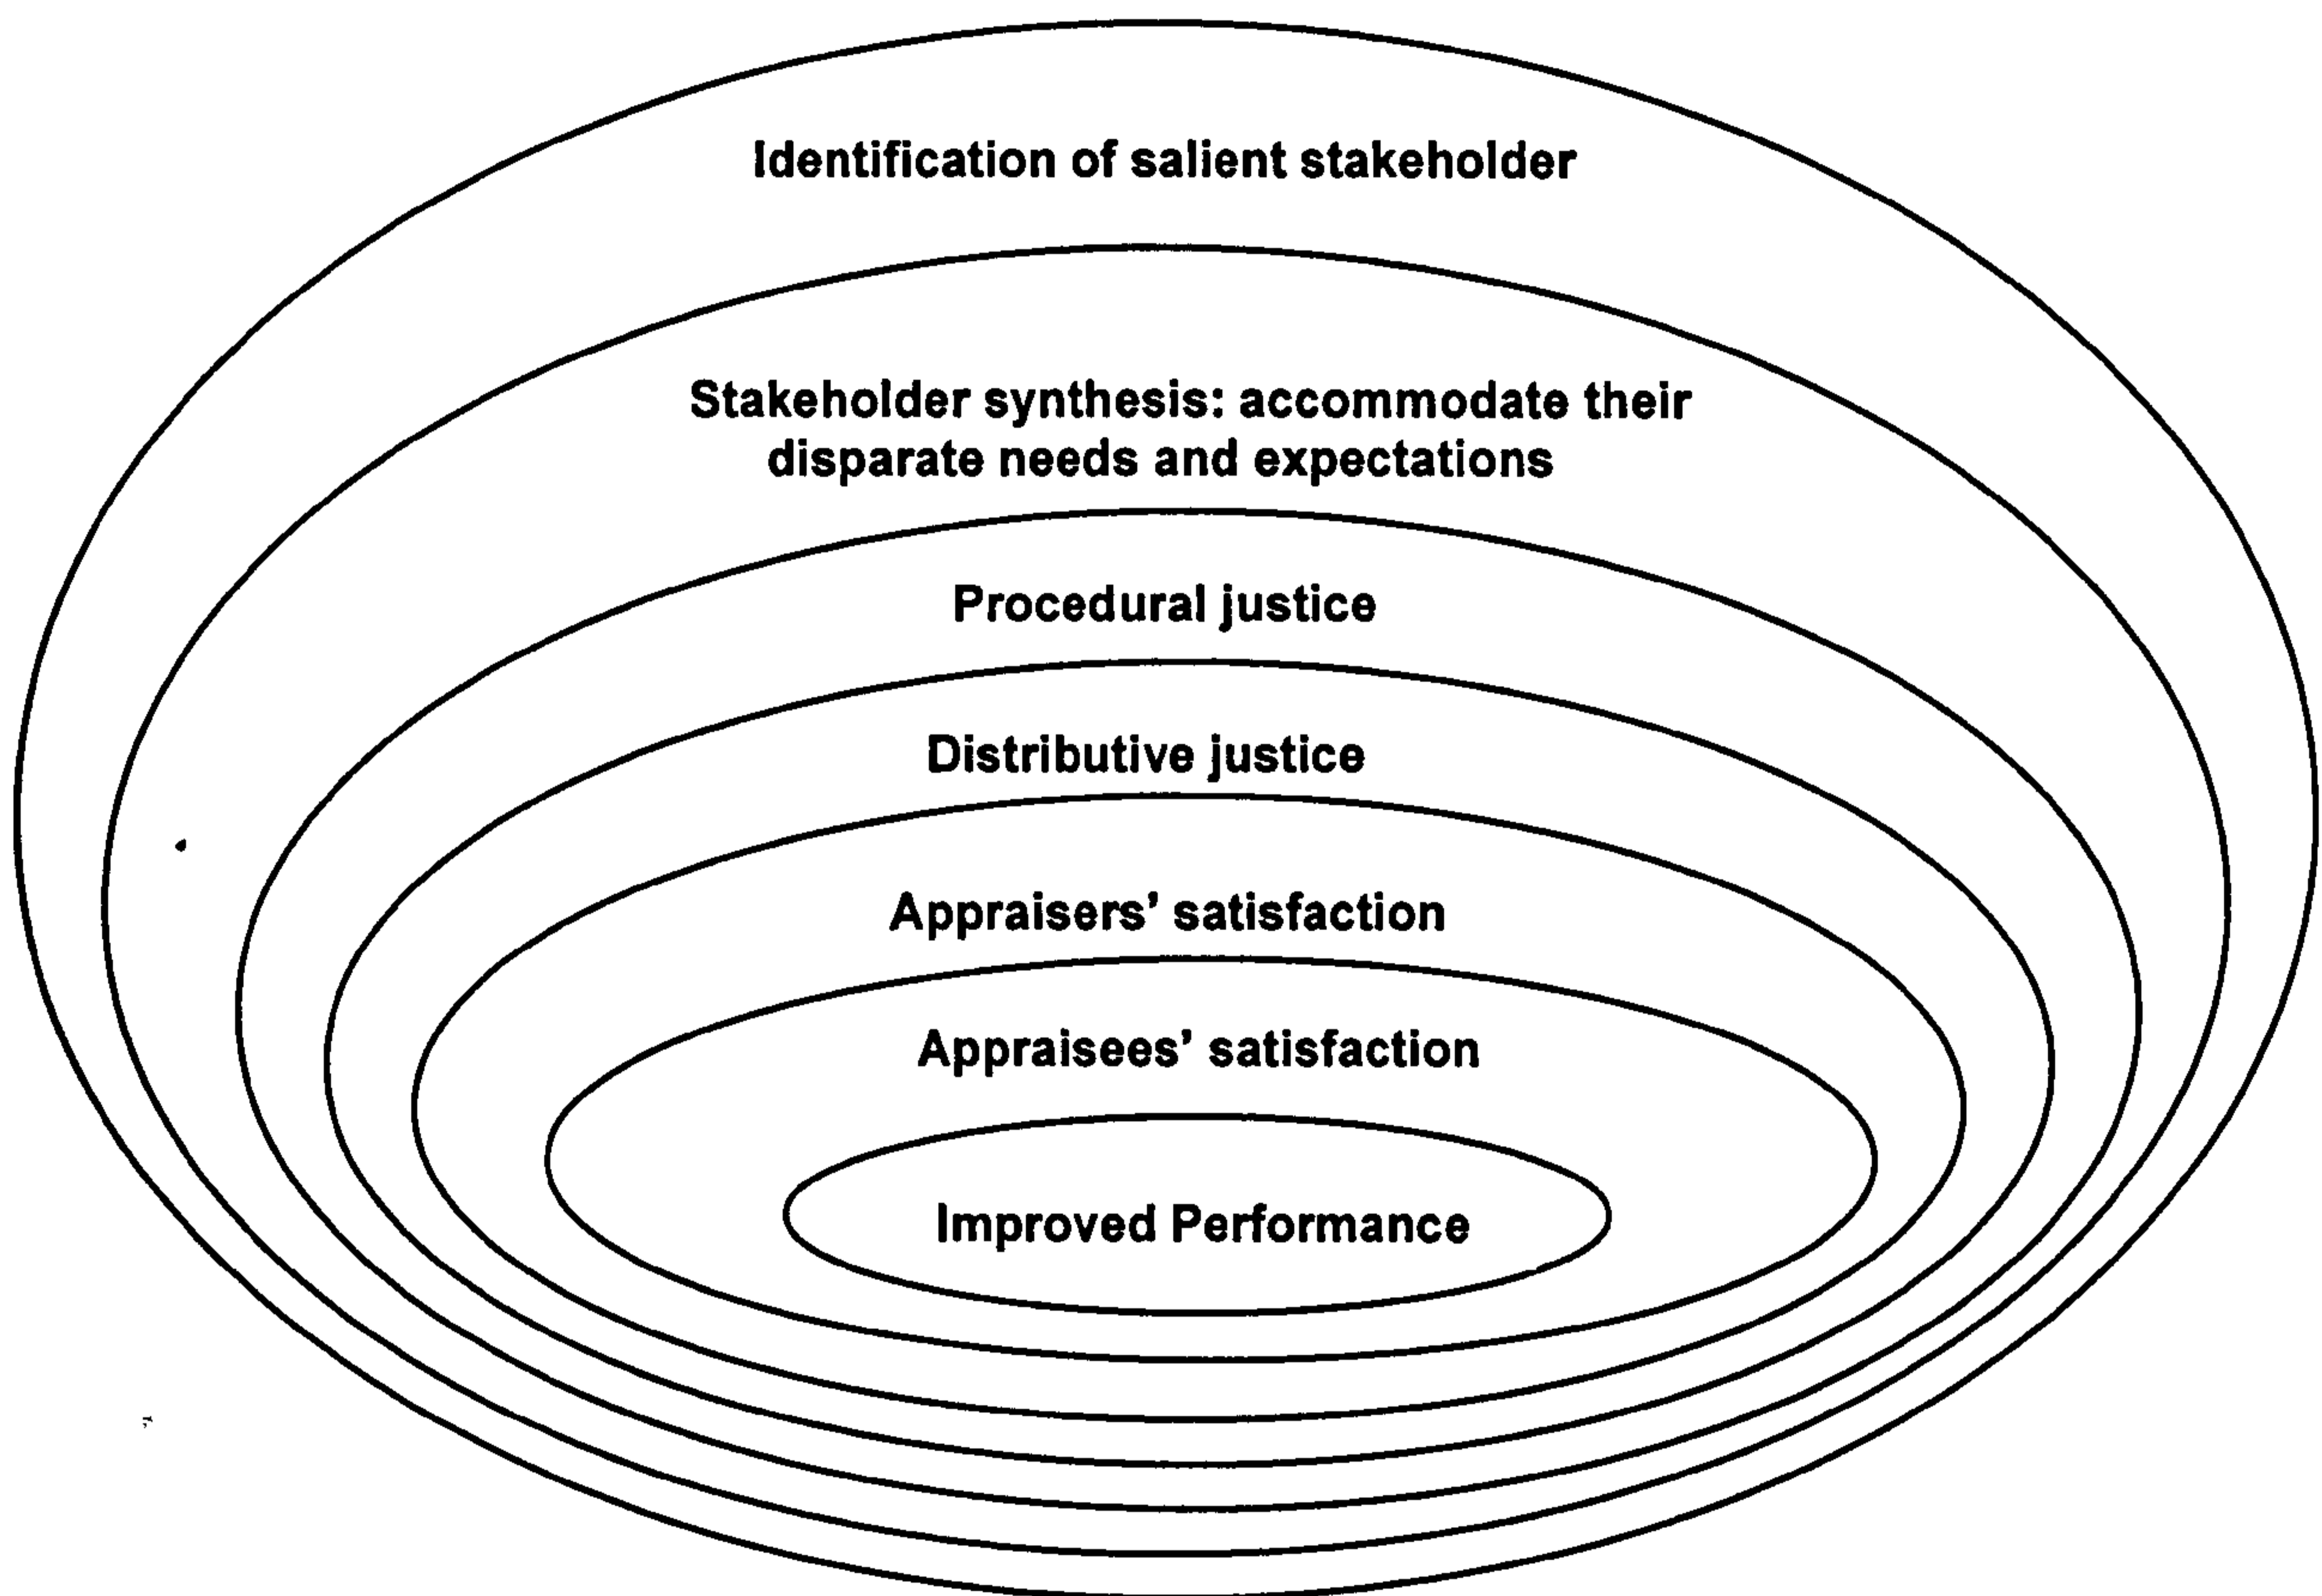 Identification of salient stakeholder
Stakeholder synthesis: accommodate their
disparate needs and expectations
Procedural justice
Distributive justice
Appraisers’ satisfaction
Appraisees’ satisfaction
Improved Performance